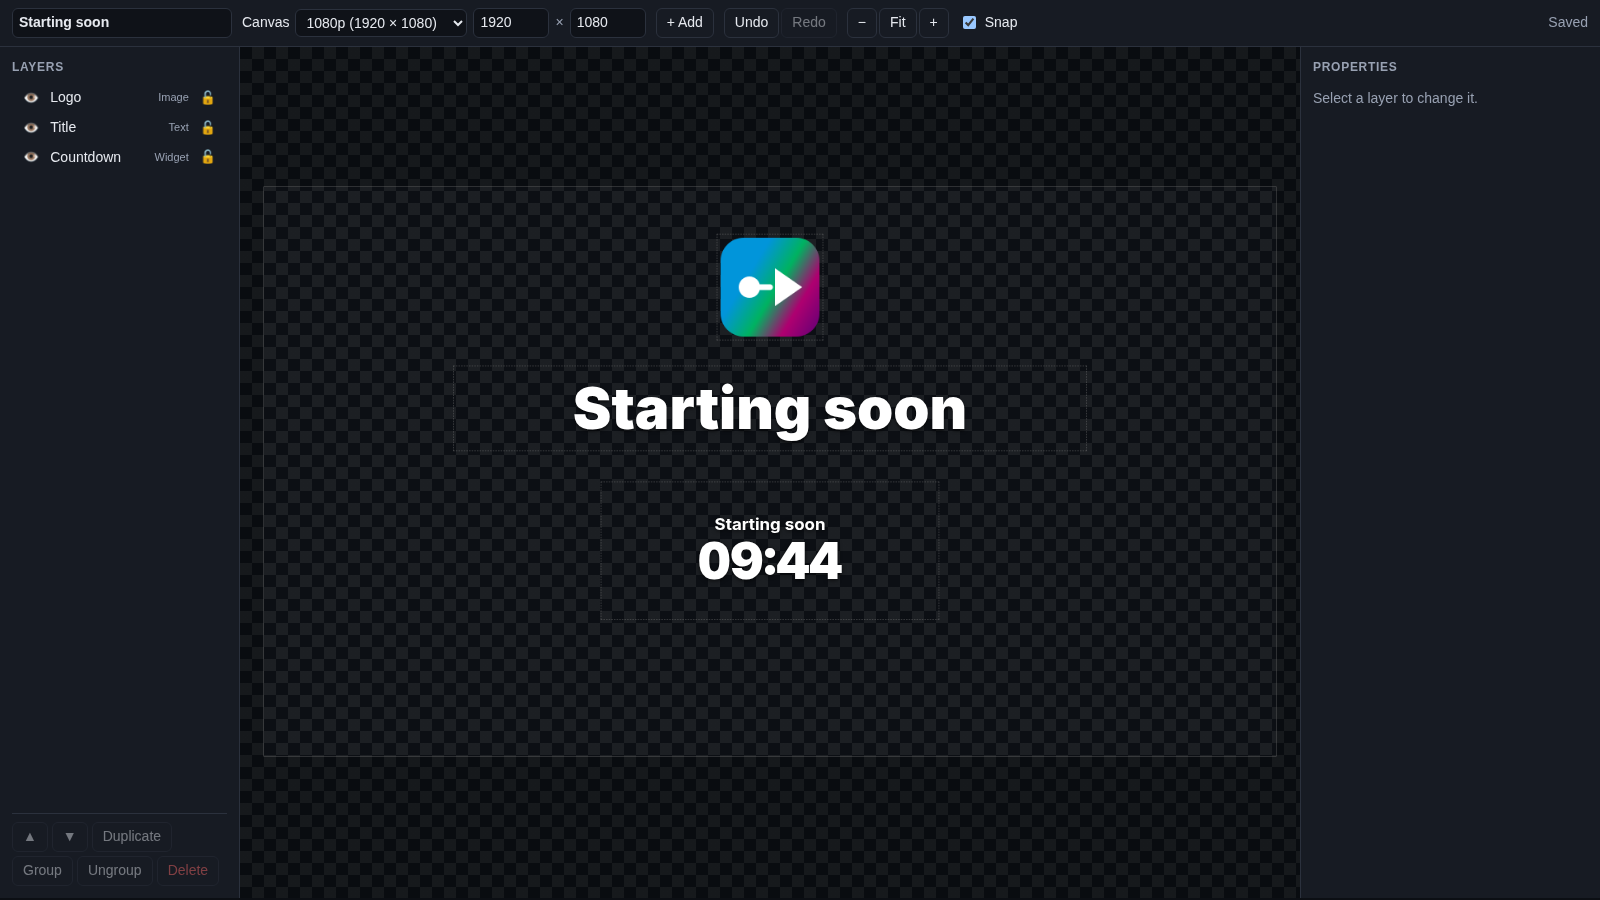 Starting soon Canvas 1080p (1920 × 1080) 1920 × 1080 + Add Undo Redo − Fit + Snap Saved
LAYERS
Logo Image
Title Text
Countdown Widget
▲ ▼ Duplicate
Group Ungroup Delete
Starting soon
Starting soon
09:44
PROPERTIES
Select a layer to change it.